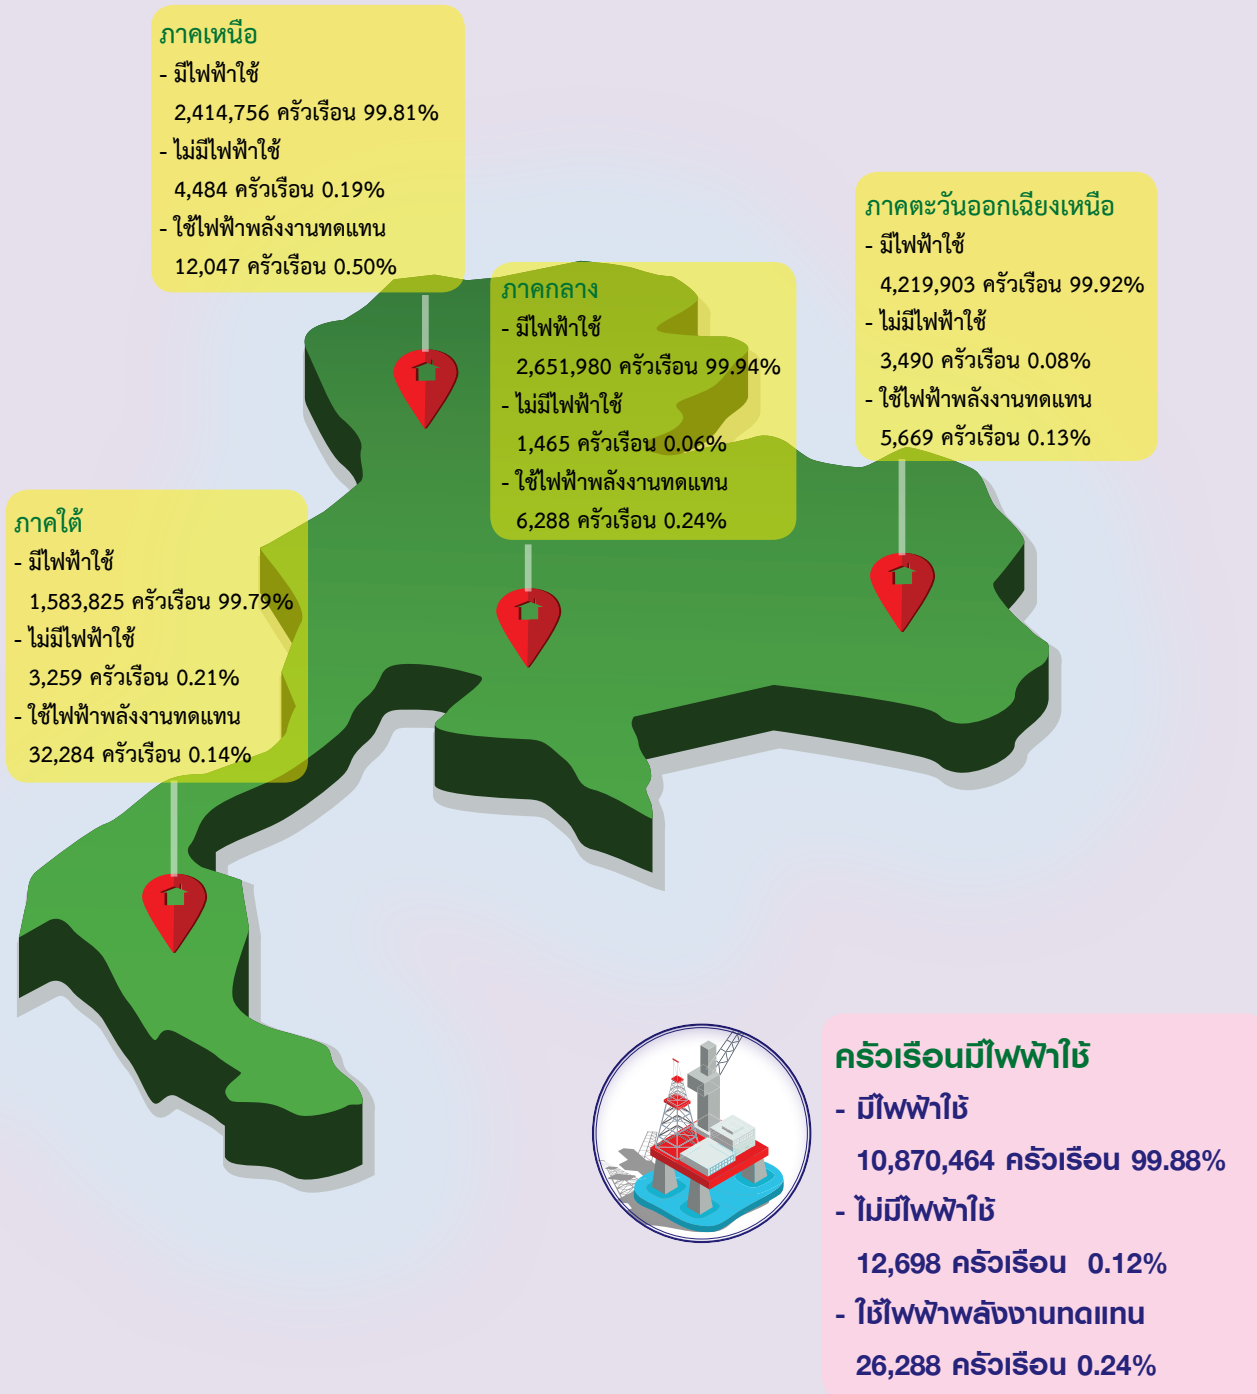 ภาคเหนือ
- มีไฟฟ้าใช้
2,414,756 ครัวเรือน 99.81%
- ไม่มีไฟฟ้าใช้
4,484 ครัวเรือน 0.19%
- ใช้ไฟฟ้าพลังงานทดแทน
12,047 ครัวเรือน 0.50%
ภาคตะวันออกเฉียงเหนือ
- มีไฟฟ้าใช้
4,219,903 ครัวเรือน 99.92%
- ไม่มีไฟฟ้าใช้
3,490 ครัวเรือน 0.08%
- ใช้ไฟฟ้าพลังงานทดแทน
5,669 ครัวเรือน 0.13%
ภาคกลาง
- มีไฟฟ้าใช้
2,651,980 ครัวเรือน 99.94%
- ไม่มีไฟฟ้าใช้
1,465 ครัวเรือน 0.06%
- ใช้ไฟฟ้าพลังงานทดแทน
6,288 ครัวเรือน 0.24%
ภาคใต้
- มีไฟฟ้าใช้
1,583,825 ครัวเรือน 99.79%
- ไม่มีไฟฟ้าใช้
3,259 ครัวเรือน 0.21%
- ใช้ไฟฟ้าพลังงานทดแทน
32,284 ครัวเรือน 0.14%
ครัวเรือนมีไฟฟ้าใช้
- มีไฟฟ้าใช้
10,870,464 ครัวเรือน 99.88%
- ไม่มีไฟฟ้าใช้
12,698 ครัวเรือน 0.12%
- ใช้ไฟฟ้าพลังงานทดแทน
26,288 ครัวเรือน 0.24%